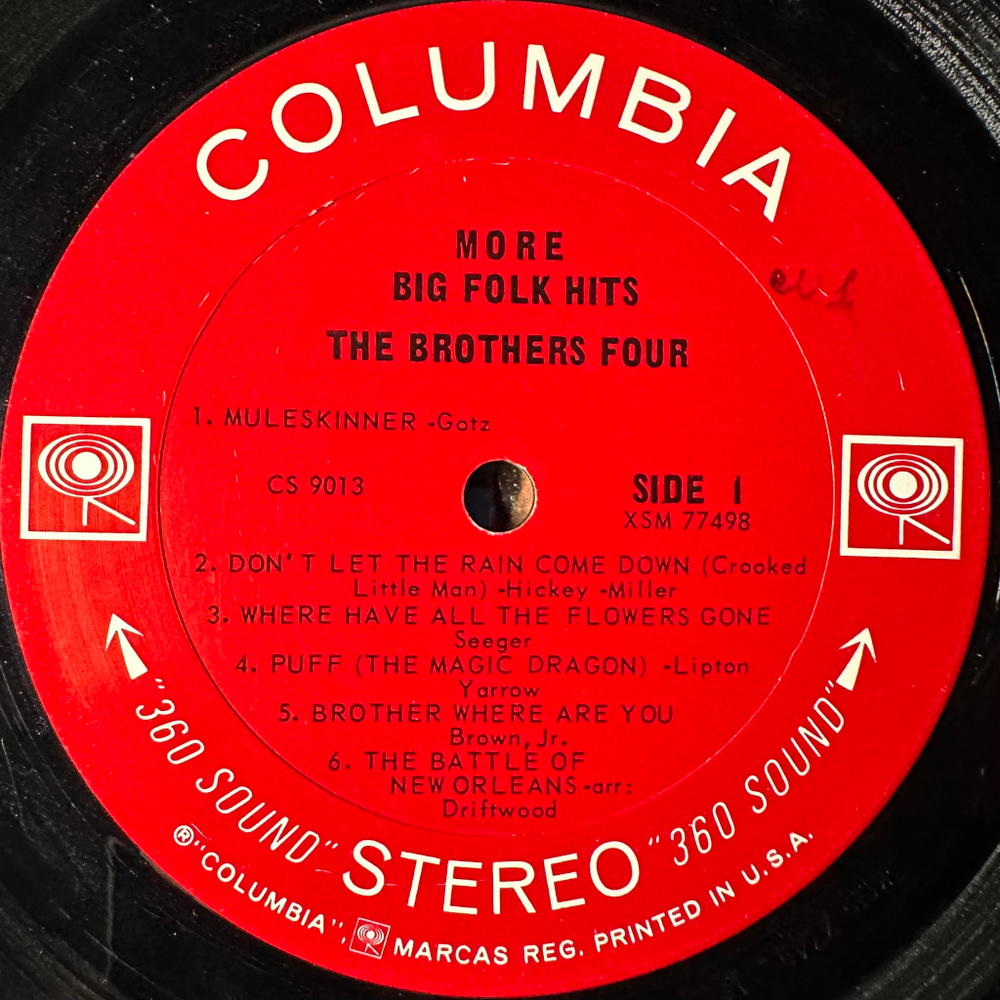 COLUMBIA
MORE
BIG FOLK HITS
THE BROTHERS FOUR
1. MULESKINNER -Gotz
CS 9013
SIDE 1
XSM 77498
2. DON'T LET THE RAIN COME DOWN (Crooked
Little Man) -Hickey -Miller
3. WHERE HAVE ALL THE FLOWERS GONE
Seeger
4. PUFF (THE MAGIC DRAGON) -Lipton
Yarrow
5. BROTHER WHERE ARE YOU
Brown, Jr.
6. THE BATTLE OF
NEW ORLEANS -arr:
Driftwood
"360 SOUND" STEREO "360 SOUND"
®"COLUMBIA", MARCAS REG. PRINTED IN U.S.A.